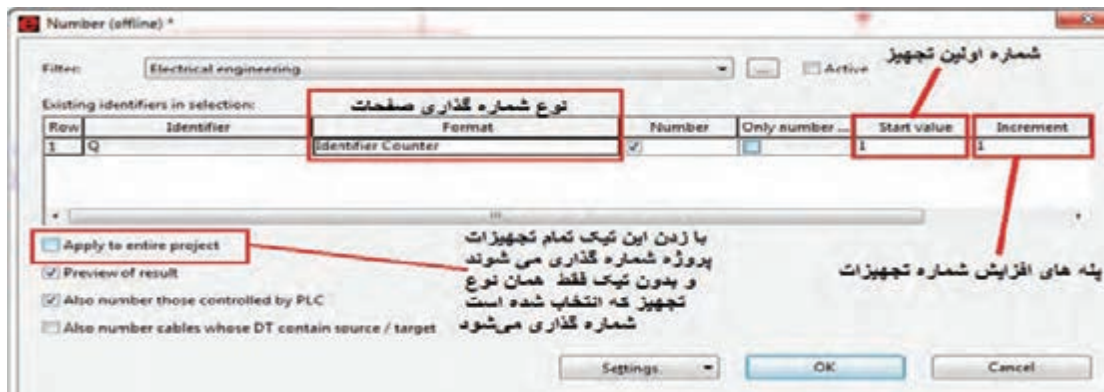 Number (offline) *
شماره اولین تجهیز
Filter: Electrical engineering ... Active
Existing identifiers in selection:
نوع شماره گذاری صفحات
Row Identifier Format Number Only number ... Start value Increment
1 Q Identifier Counter 1 1
Apply to entire project
Preview of result
Also number those controlled by PLC
Also number cables whose DT contain source / target
با زدن این تیک تمام تجهیزات
پروژه شماره گذاری می شوند
و بدون تیک فقط همان نوع
تجهیز که انتخاب شده است
شماره گذاری می‌شود
پله های افزایش شماره تجهیزات
Settings OK Cancel